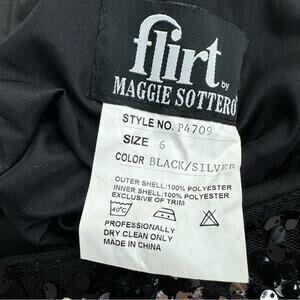 flirt
by
MAGGIE SOTTERO
STYLE NO. P4709
SIZE 6
COLOR BLACK/SILVER
OUTER SHELL:100% POLYESTER
INNER SHELL:100% POLYESTER
EXCLUSIVE OF TRIM
40°C
PROFESSIONALLY
DRY CLEAN ONLY
MADE IN CHINA